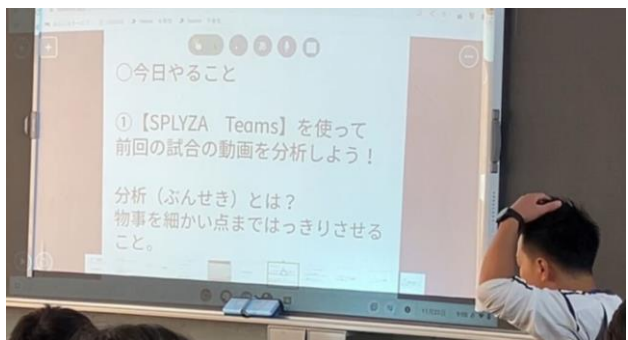 ○今日やること
①【SPLYZA　Teams】を使って
前回の試合の動画を分析しよう！
分析（ぶんせき）とは？
物事を細かい点まではっきりさせる
こと。